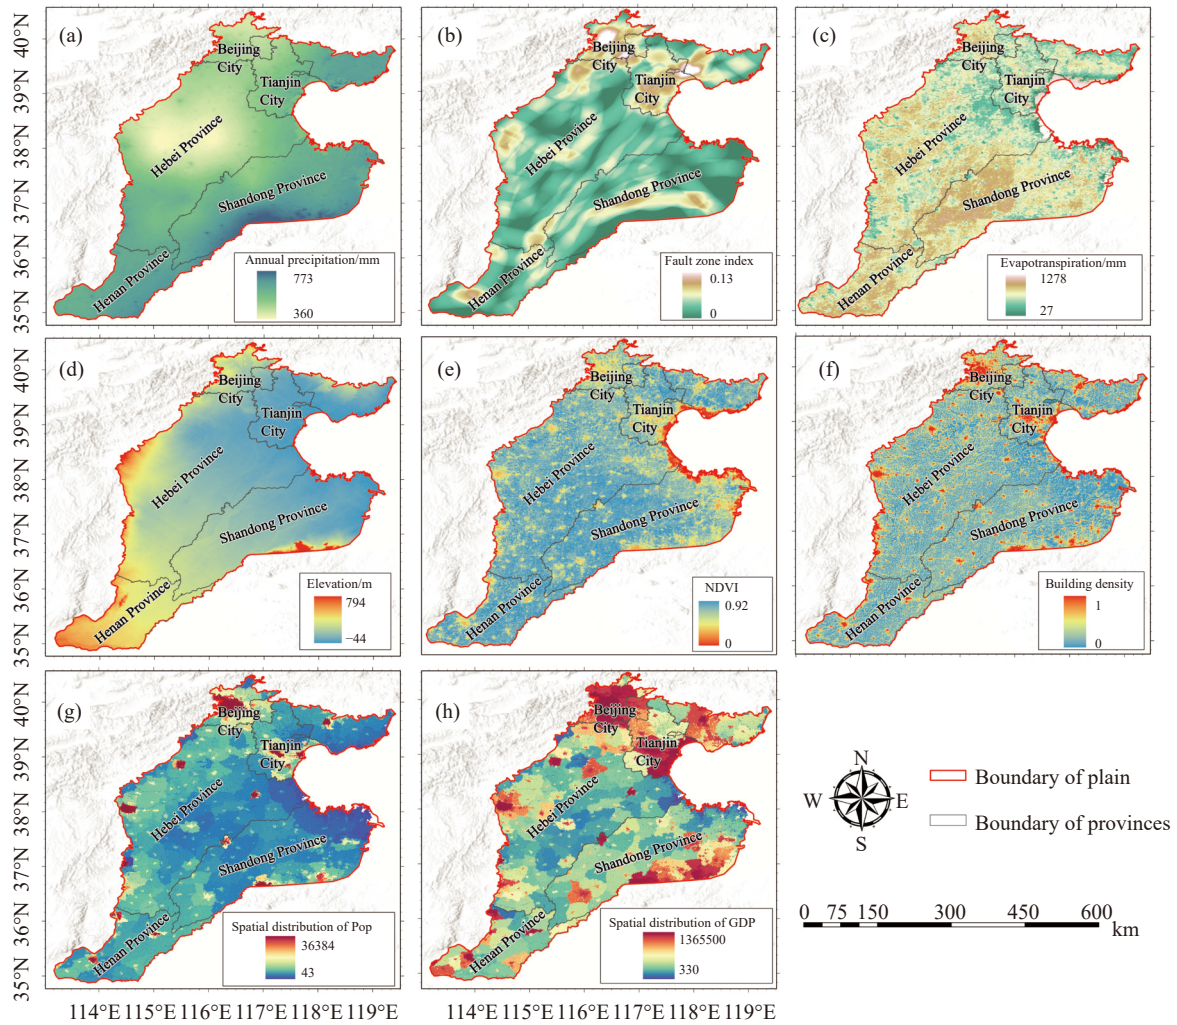 (a)
Beijing
City
Tianjin
City
Hebei Province
Shandong Province
Henan Province
Annual precipitation/mm
773
360
40°N
39°N
38°N
37°N
36°N
35°N
(b)
Beijing
City
Tianjin
City
Hebei Province
Shandong Province
Henan Province
Fault zone index
0.13
0
(c)
Beijing
City
Tianjin
City
Hebei Province
Shandong Province
Henan Province
Evapotranspiration/mm
1278
27
(d)
Beijing
City
Tianjin
City
Hebei Province
Shandong Province
Henan Province
Elevation/m
794
−44
40°N
39°N
38°N
37°N
36°N
35°N
(e)
Beijing
City
Tianjin
City
Hebei Province
Shandong Province
Henan Province
NDVI
0.92
0
(f)
Beijing
City
Tianjin
City
Hebei Province
Shandong Province
Henan Province
Building density
1
0
(g)
Beijing
City
Tianjin
City
Hebei Province
Shandong Province
Henan Province
Spatial distribution of Pop
36384
43
40°N
39°N
38°N
37°N
36°N
35°N
114°E 115°E 116°E 117°E 118°E 119°E
(h)
Beijing
City
Tianjin
City
Hebei Province
Shandong Province
Henan Province
Spatial distribution of GDP
1365500
330
114°E 115°E 116°E 117°E 118°E 119°E
N
W E
S
Boundary of plain
Boundary of provinces
0 75 150 300 450 600
km